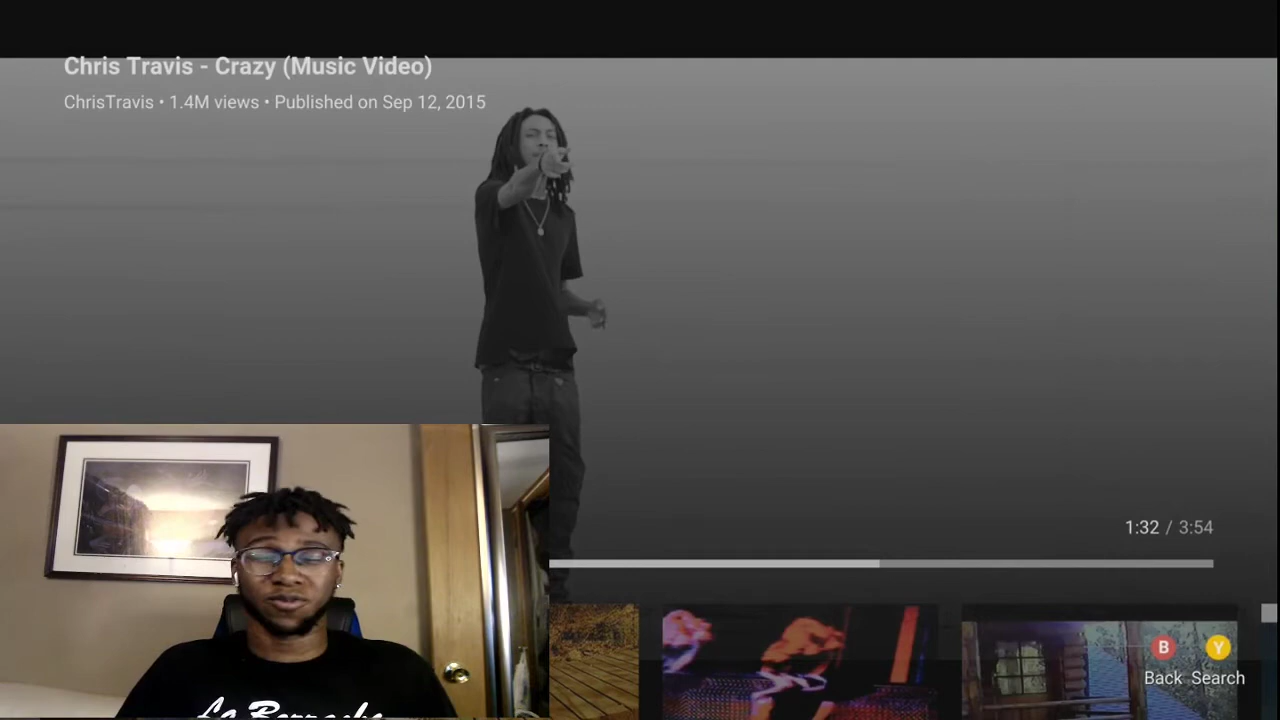 Chris Travis - Crazy (Music Video)
ChrisTravis • 1.4M views • Published on Sep 12, 2015
1:32 / 3:54
B Y
Back Search